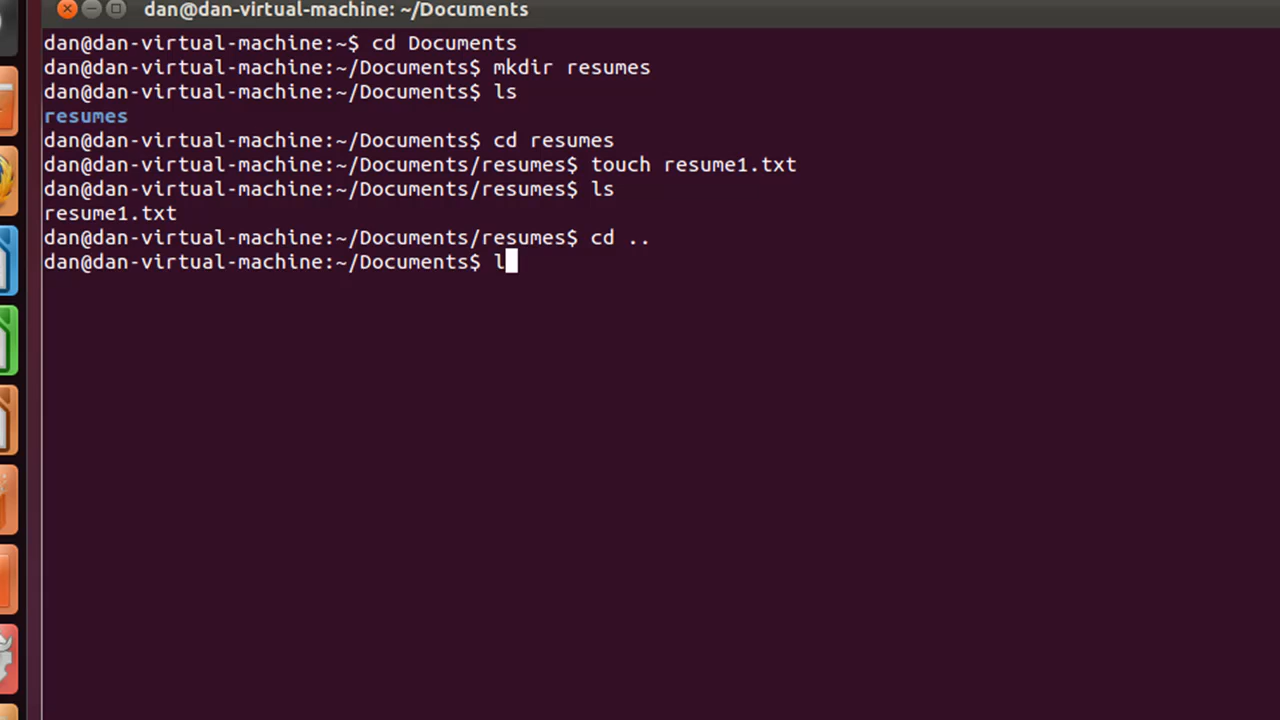 dan@dan-virtual-machine: ~/Documents
dan@dan-virtual-machine:~$ cd Documents
dan@dan-virtual-machine:~/Documents$ mkdir resumes
dan@dan-virtual-machine:~/Documents$ ls
resumes
dan@dan-virtual-machine:~/Documents$ cd resumes
dan@dan-virtual-machine:~/Documents/resumes$ touch resume1.txt
dan@dan-virtual-machine:~/Documents/resumes$ ls
resume1.txt
dan@dan-virtual-machine:~/Documents/resumes$ cd ..
dan@dan-virtual-machine:~/Documents$ l